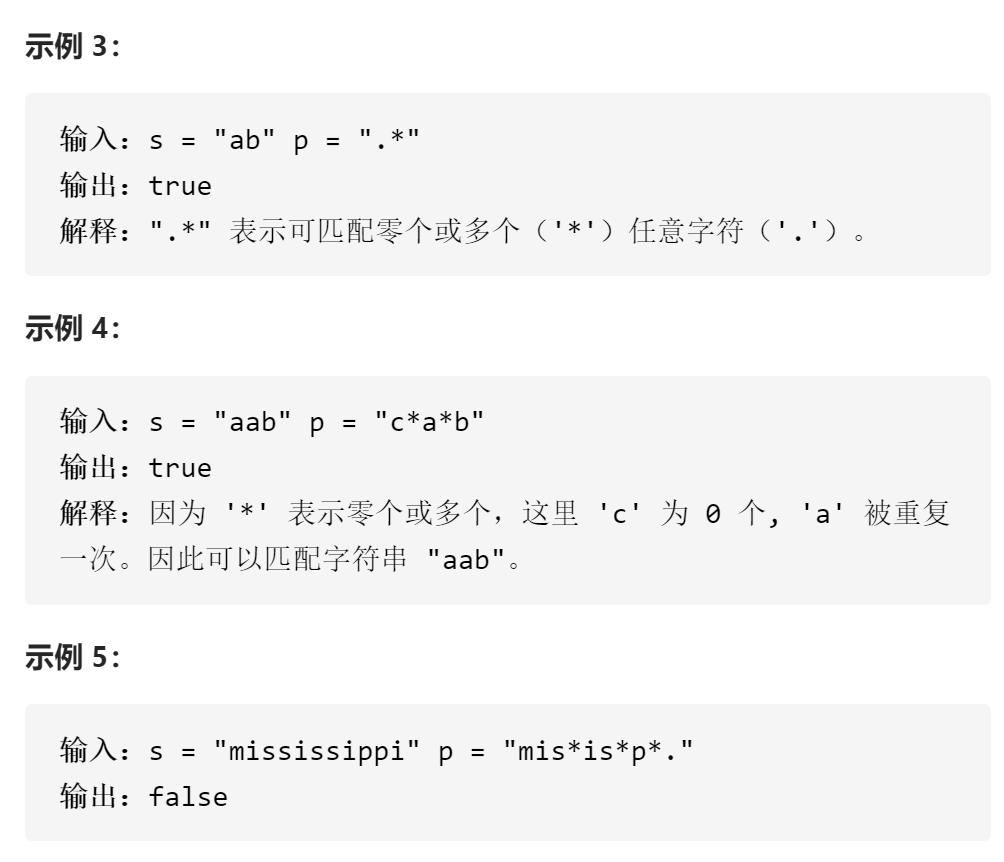 示例 3：
输入：s = "ab" p = ".*"
输出：true
解释：".*" 表示可匹配零个或多个（'*'）任意字符（'.'）。
示例 4：
输入：s = "aab" p = "c*a*b"
输出：true
解释：因为 '*' 表示零个或多个，这里 'c' 为 0 个, 'a' 被重复
一次。因此可以匹配字符串 "aab"。
示例 5：
输入：s = "mississippi" p = "mis*is*p*."
输出：false